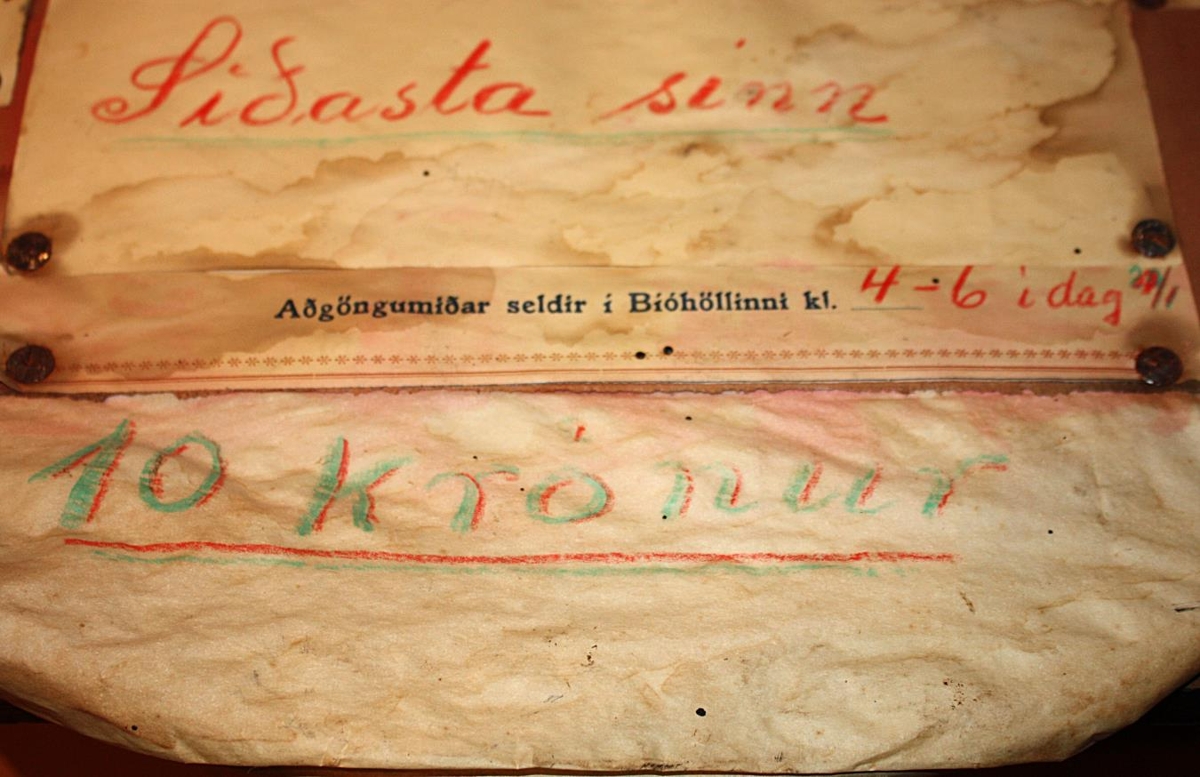 Síðasta sinn
Aðgöngumiðar seldir í Bíóhöllinni kl. 4-6 í dag
10 krónur